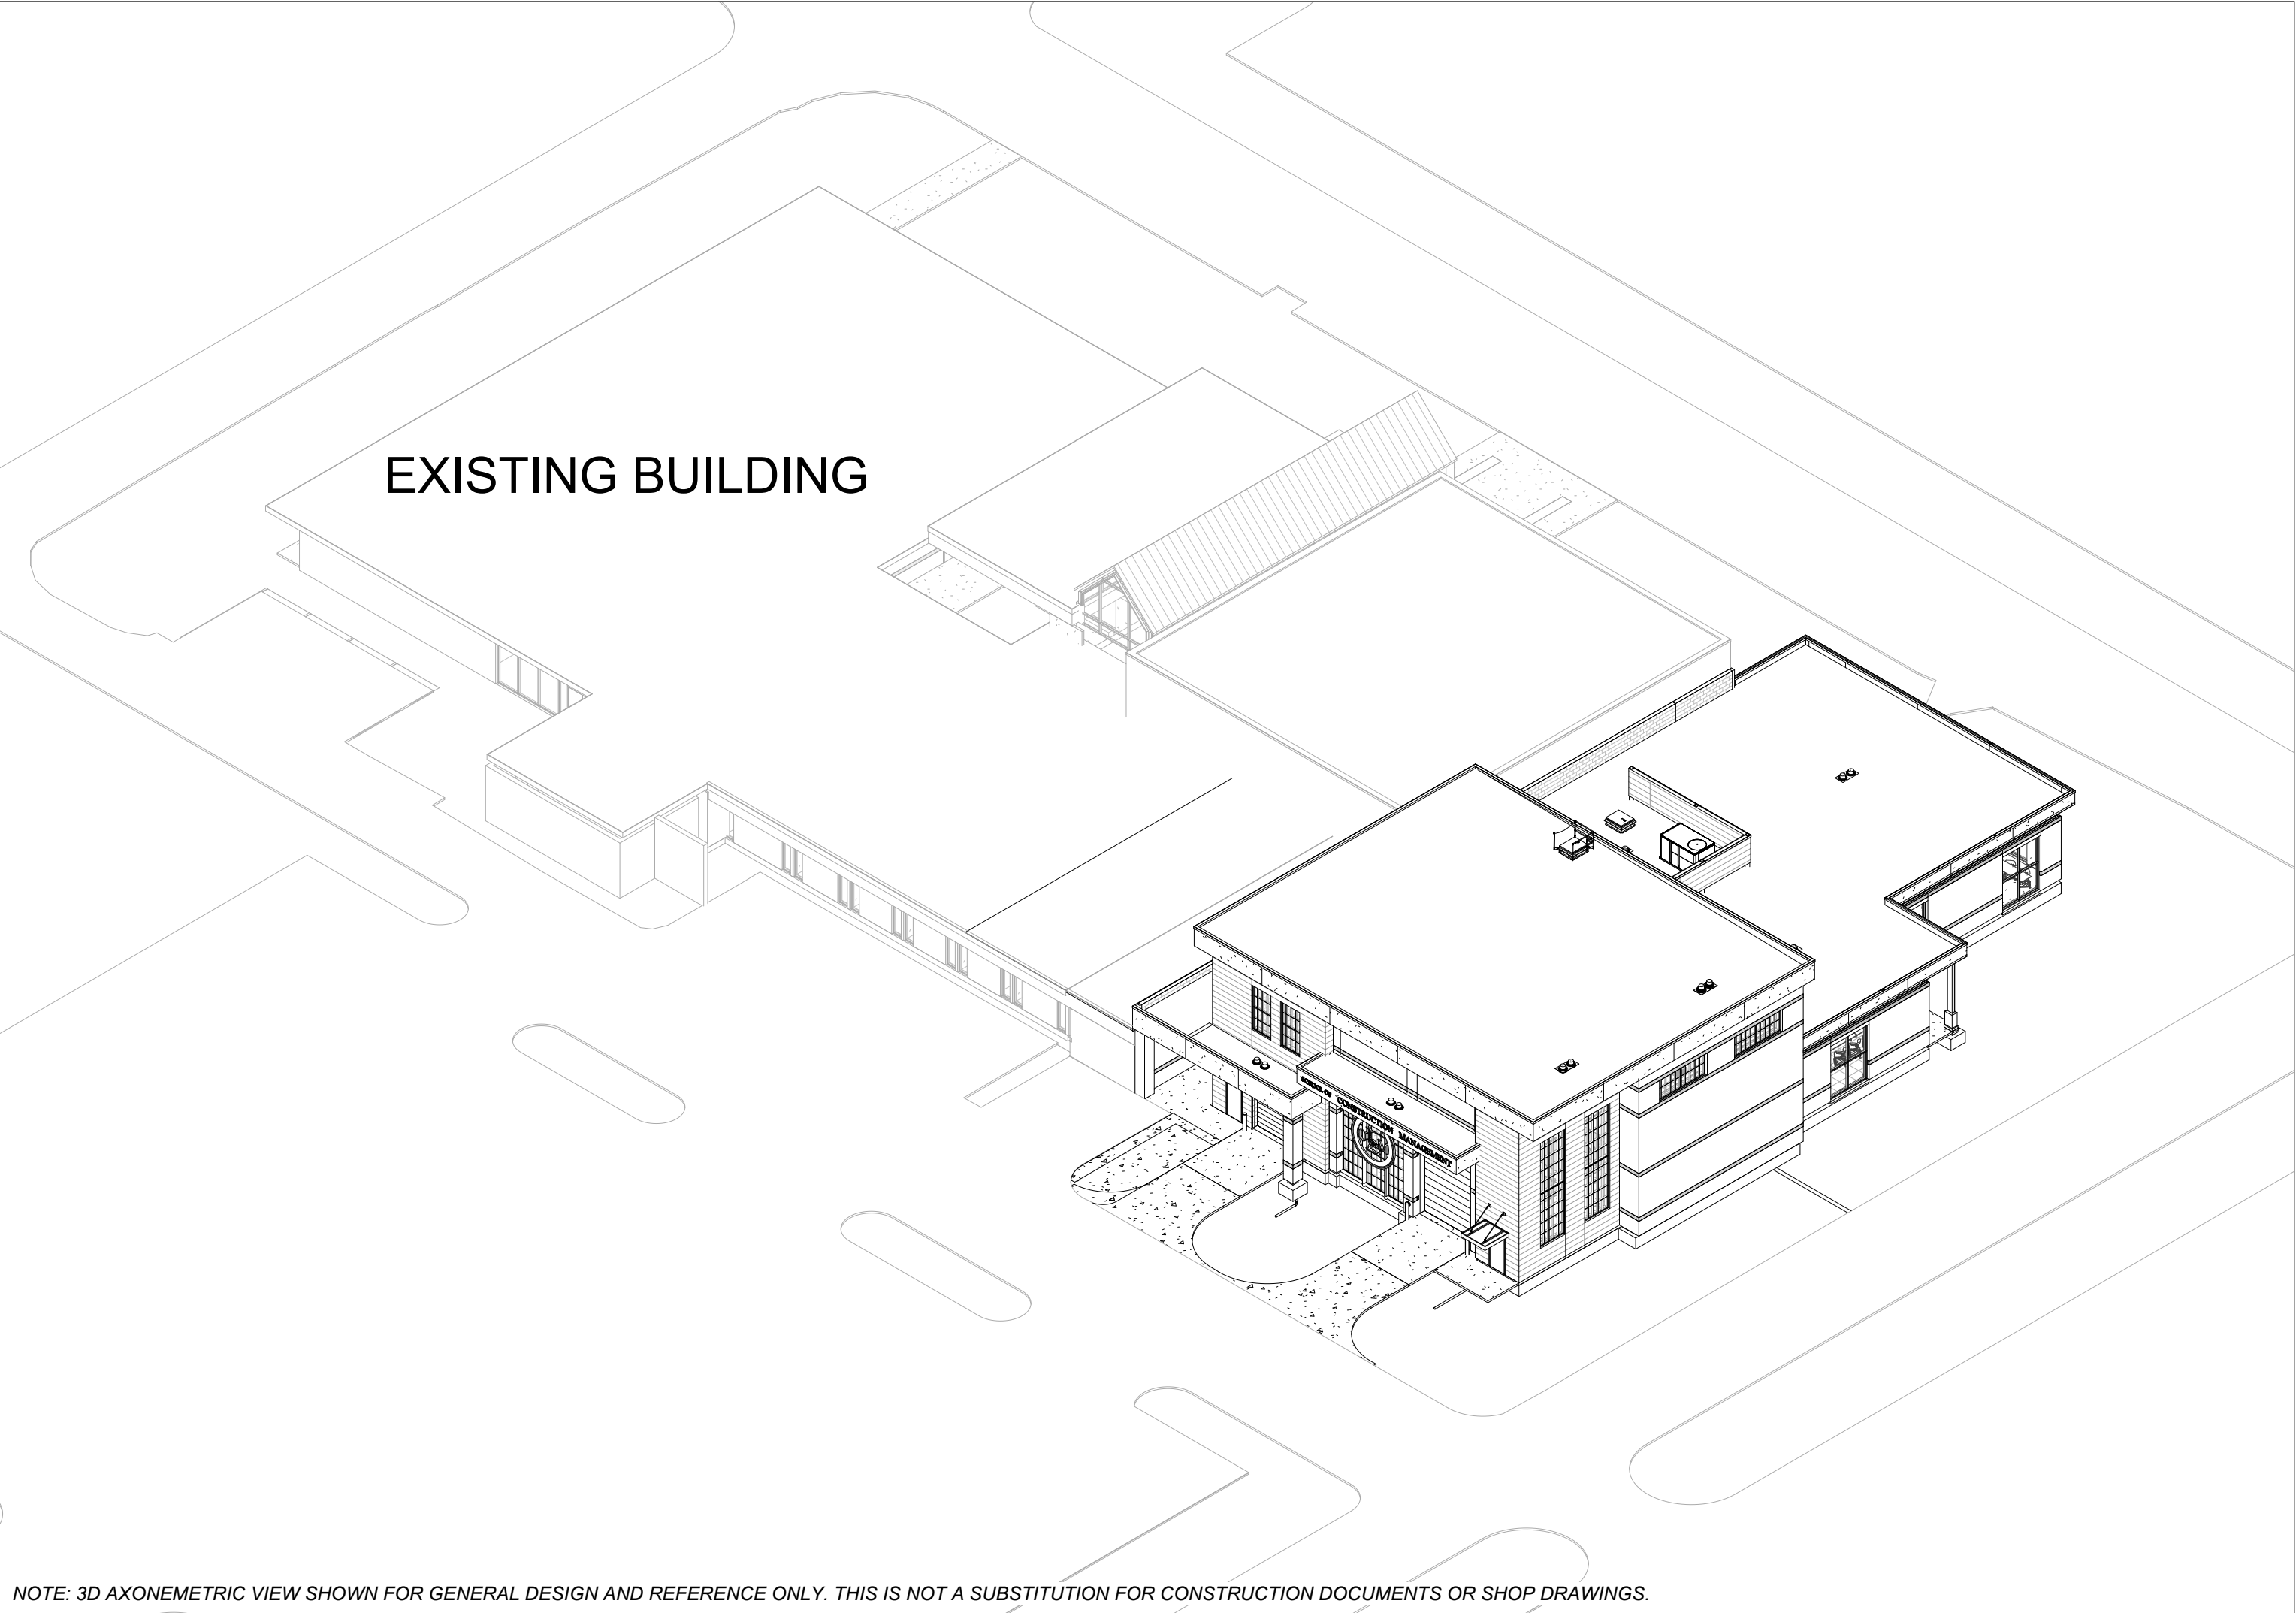 EXISTING BUILDING
SCHOOL OF CONSTRUCTION MANAGEMENT
NOTE: 3D AXONEMETRIC VIEW SHOWN FOR GENERAL DESIGN AND REFERENCE ONLY. THIS IS NOT A SUBSTITUTION FOR CONSTRUCTION DOCUMENTS OR SHOP DRAWINGS.